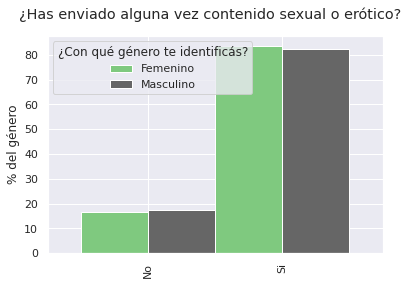 ¿Has enviado alguna vez contenido sexual o erótico?
¿Con qué género te identificás?
Femenino
Masculino
% del género
80
70
60
50
40
30
20
10
0
No
Si